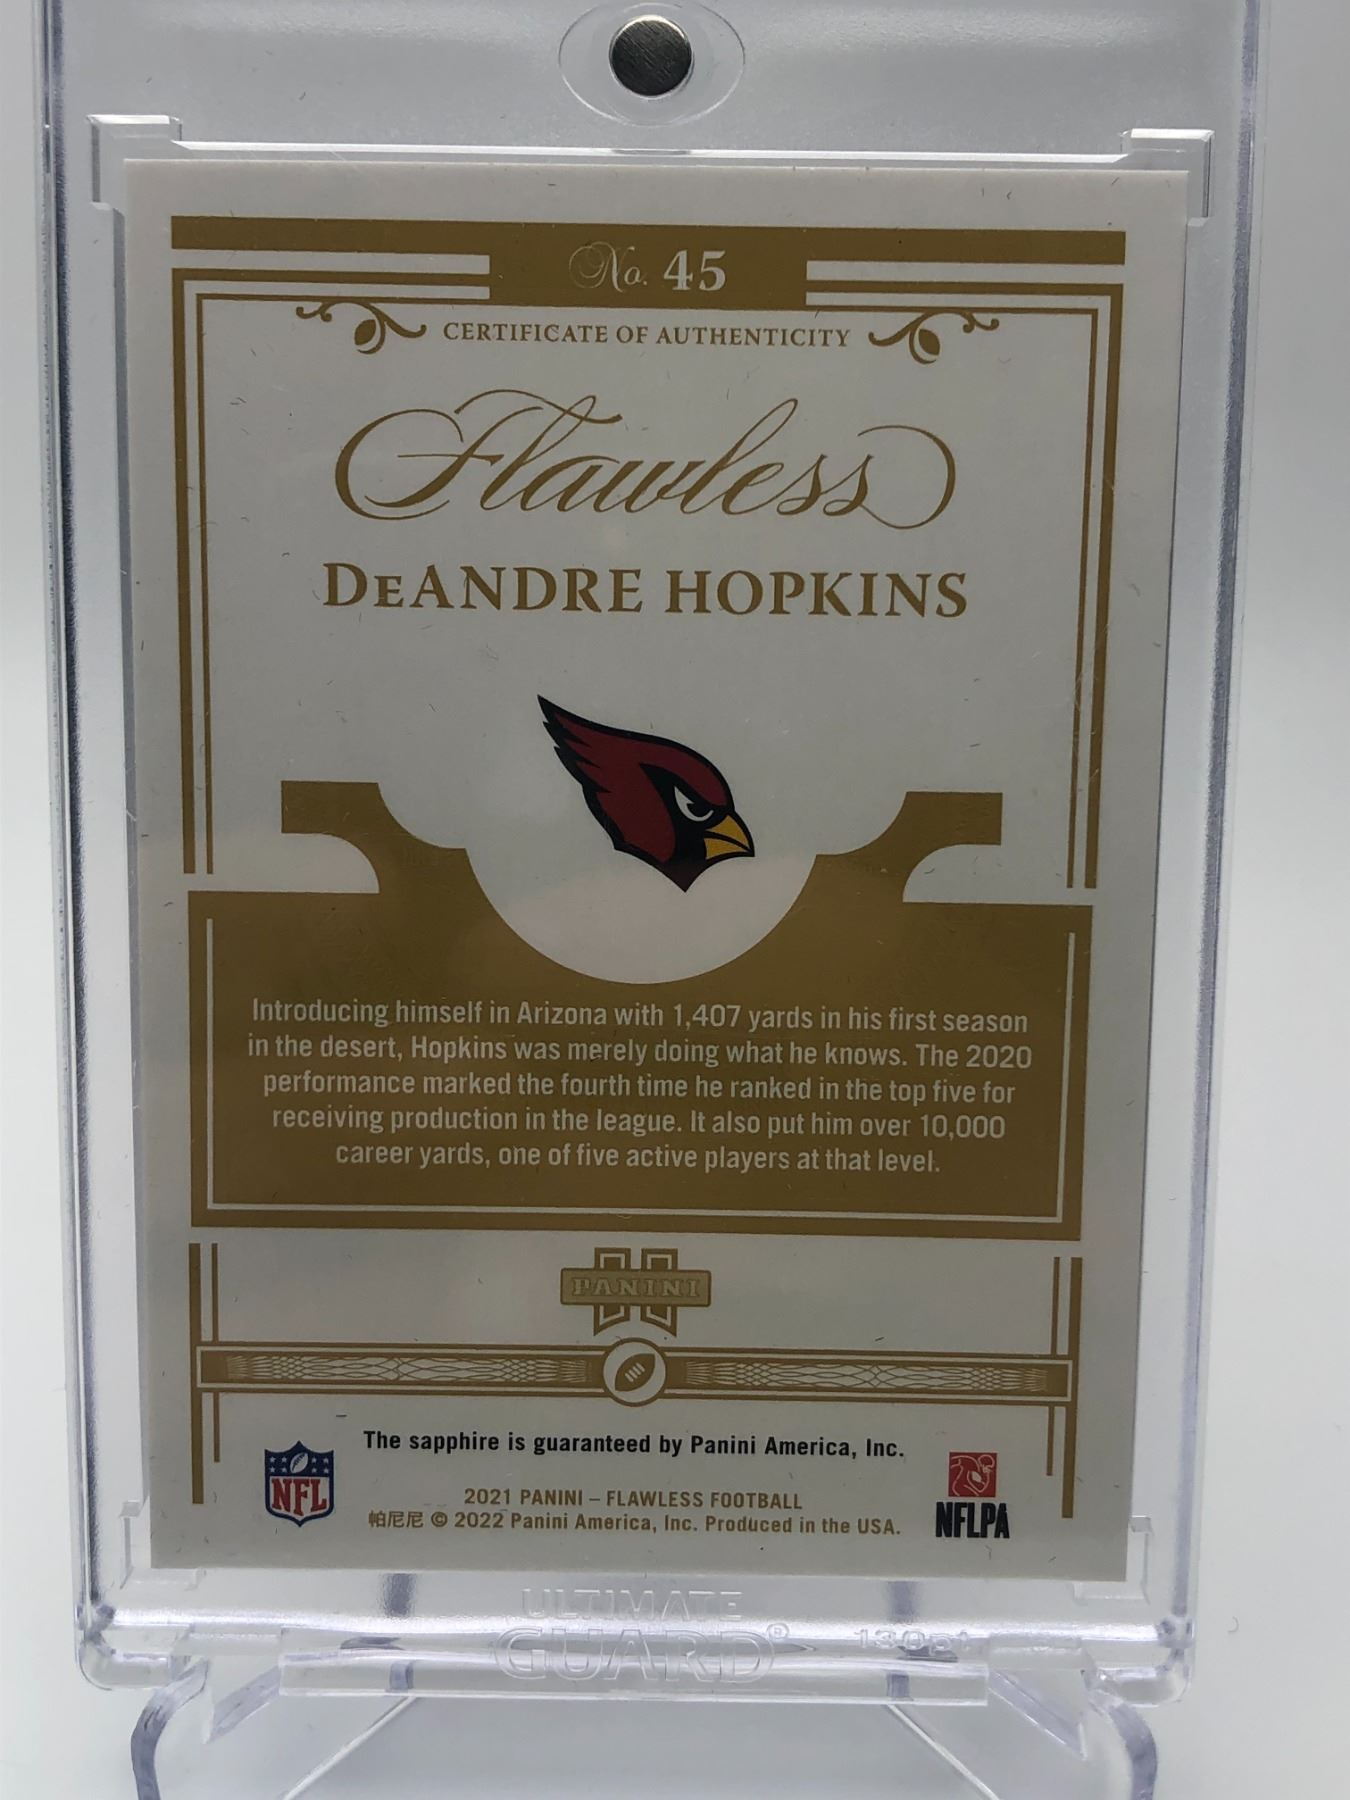 No. 45
CERTIFICATE OF AUTHENTICITY
Flawless
DeANDRE HOPKINS
Introducing himself in Arizona with 1,407 yards in his first season
in the desert, Hopkins was merely doing what he knows. The 2020
performance marked the fourth time he ranked in the top five for
receiving production in the league. It also put him over 10,000
career yards, one of five active players at that level.
PANINI
The sapphire is guaranteed by Panini America, Inc.
NFL
2021 PANINI – FLAWLESS FOOTBALL
帕尼尼 © 2022 Panini America, Inc. Produced in the USA.
NFLPA
ULTIMATE
GUARD®
130pt